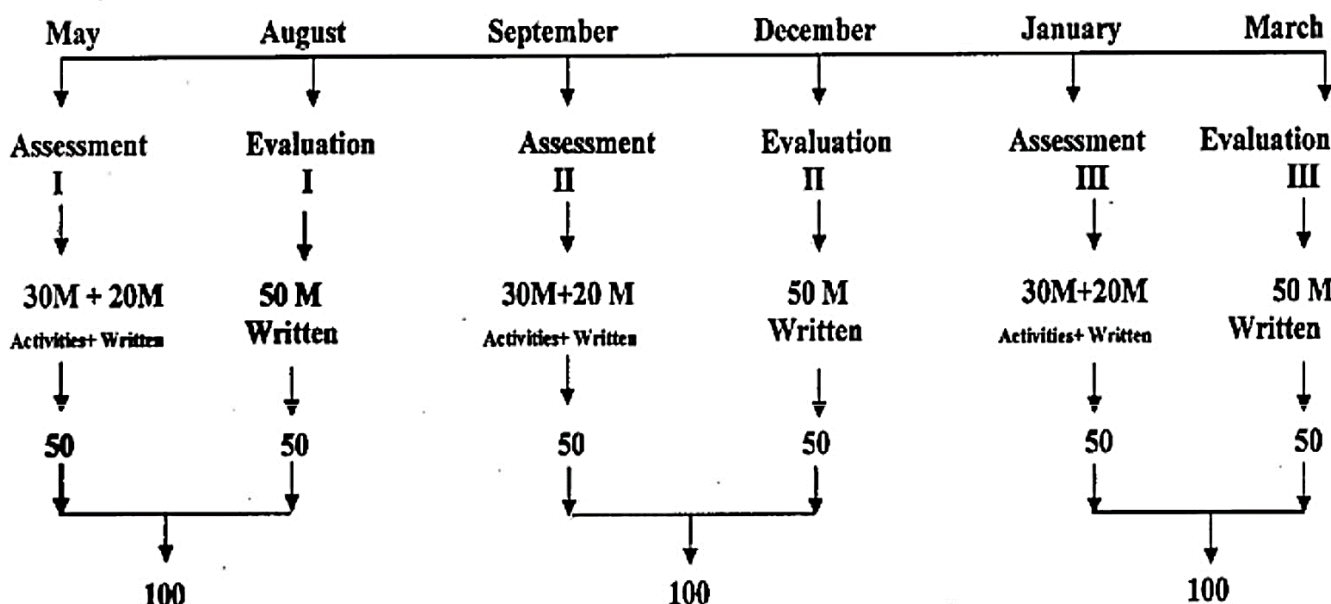 May August September December January March
Assessment Evaluation Assessment Evaluation Assessment Evaluation
I I II II III III
30M + 20M 50 M 30M+20 M 50 M 30M+20M 50 M
Activities+ Written Written Activities+ Written Written Activities+ Written Written
50 50 50 50 50 50
100 100 100